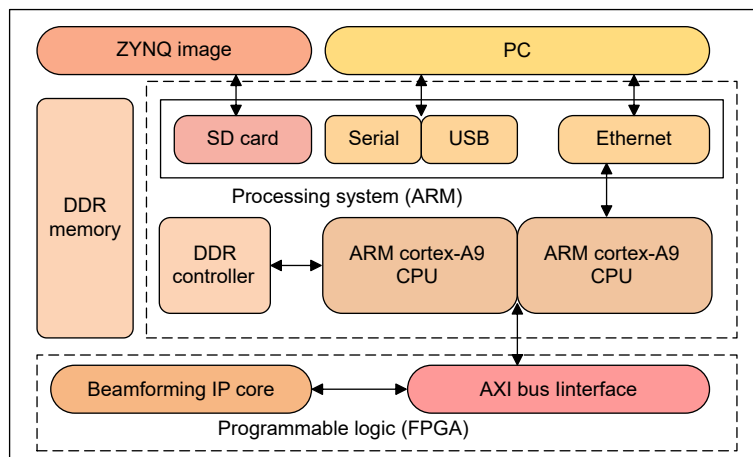 ZYNQ image
PC
SD card
Serial
USB
Ethernet
Processing system (ARM)
DDR
memory
DDR
controller
ARM cortex-A9
CPU
ARM cortex-A9
CPU
Beamforming IP core
AXI bus Iinterface
Programmable logic (FPGA)